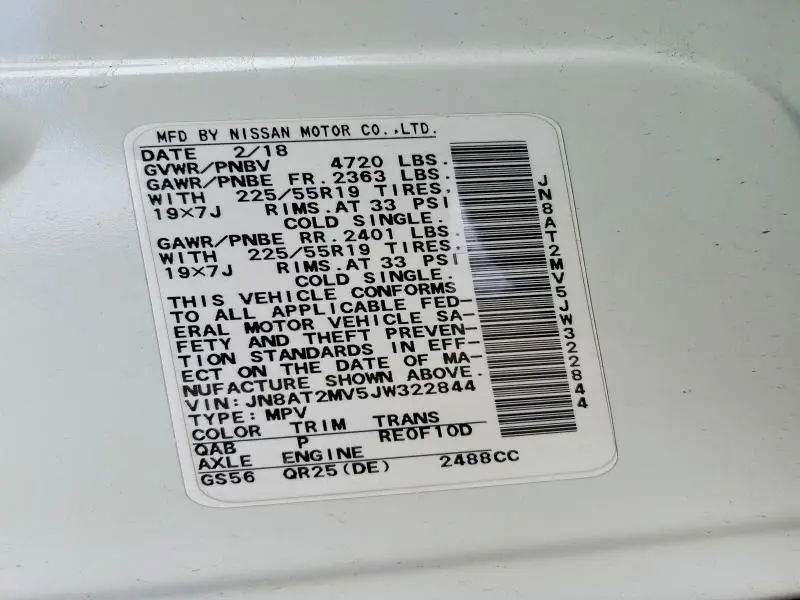 MFD BY NISSAN MOTOR CO.,LTD.
DATE 2/18
GVWR/PNBV 4720 LBS.
GAWR/PNBE FR. 2363 LBS.
WITH 225/55R19 TIRES.
19×7J RIMS.AT 33 PSI
COLD SINGLE.
GAWR/PNBE RR. 2401 LBS.
WITH 225/55R19 TIRES.
19×7J RIMS.AT 33 PSI
COLD SINGLE.
THIS VEHICLE CONFORMS
TO ALL APPLICABLE FED-
ERAL MOTOR VEHICLE SA-
FETY AND THEFT PREVEN-
TION STANDARDS IN EFF-
ECT ON THE DATE OF MA-
NUFACTURE SHOWN ABOVE.
VIN:JN8AT2MV5JW322844
TYPE:MPV
COLOR TRIM TRANS
QAB P RE0F10D
AXLE ENGINE
GS56 QR25(DE) 2488CC
JN8AT2MV5JW322844